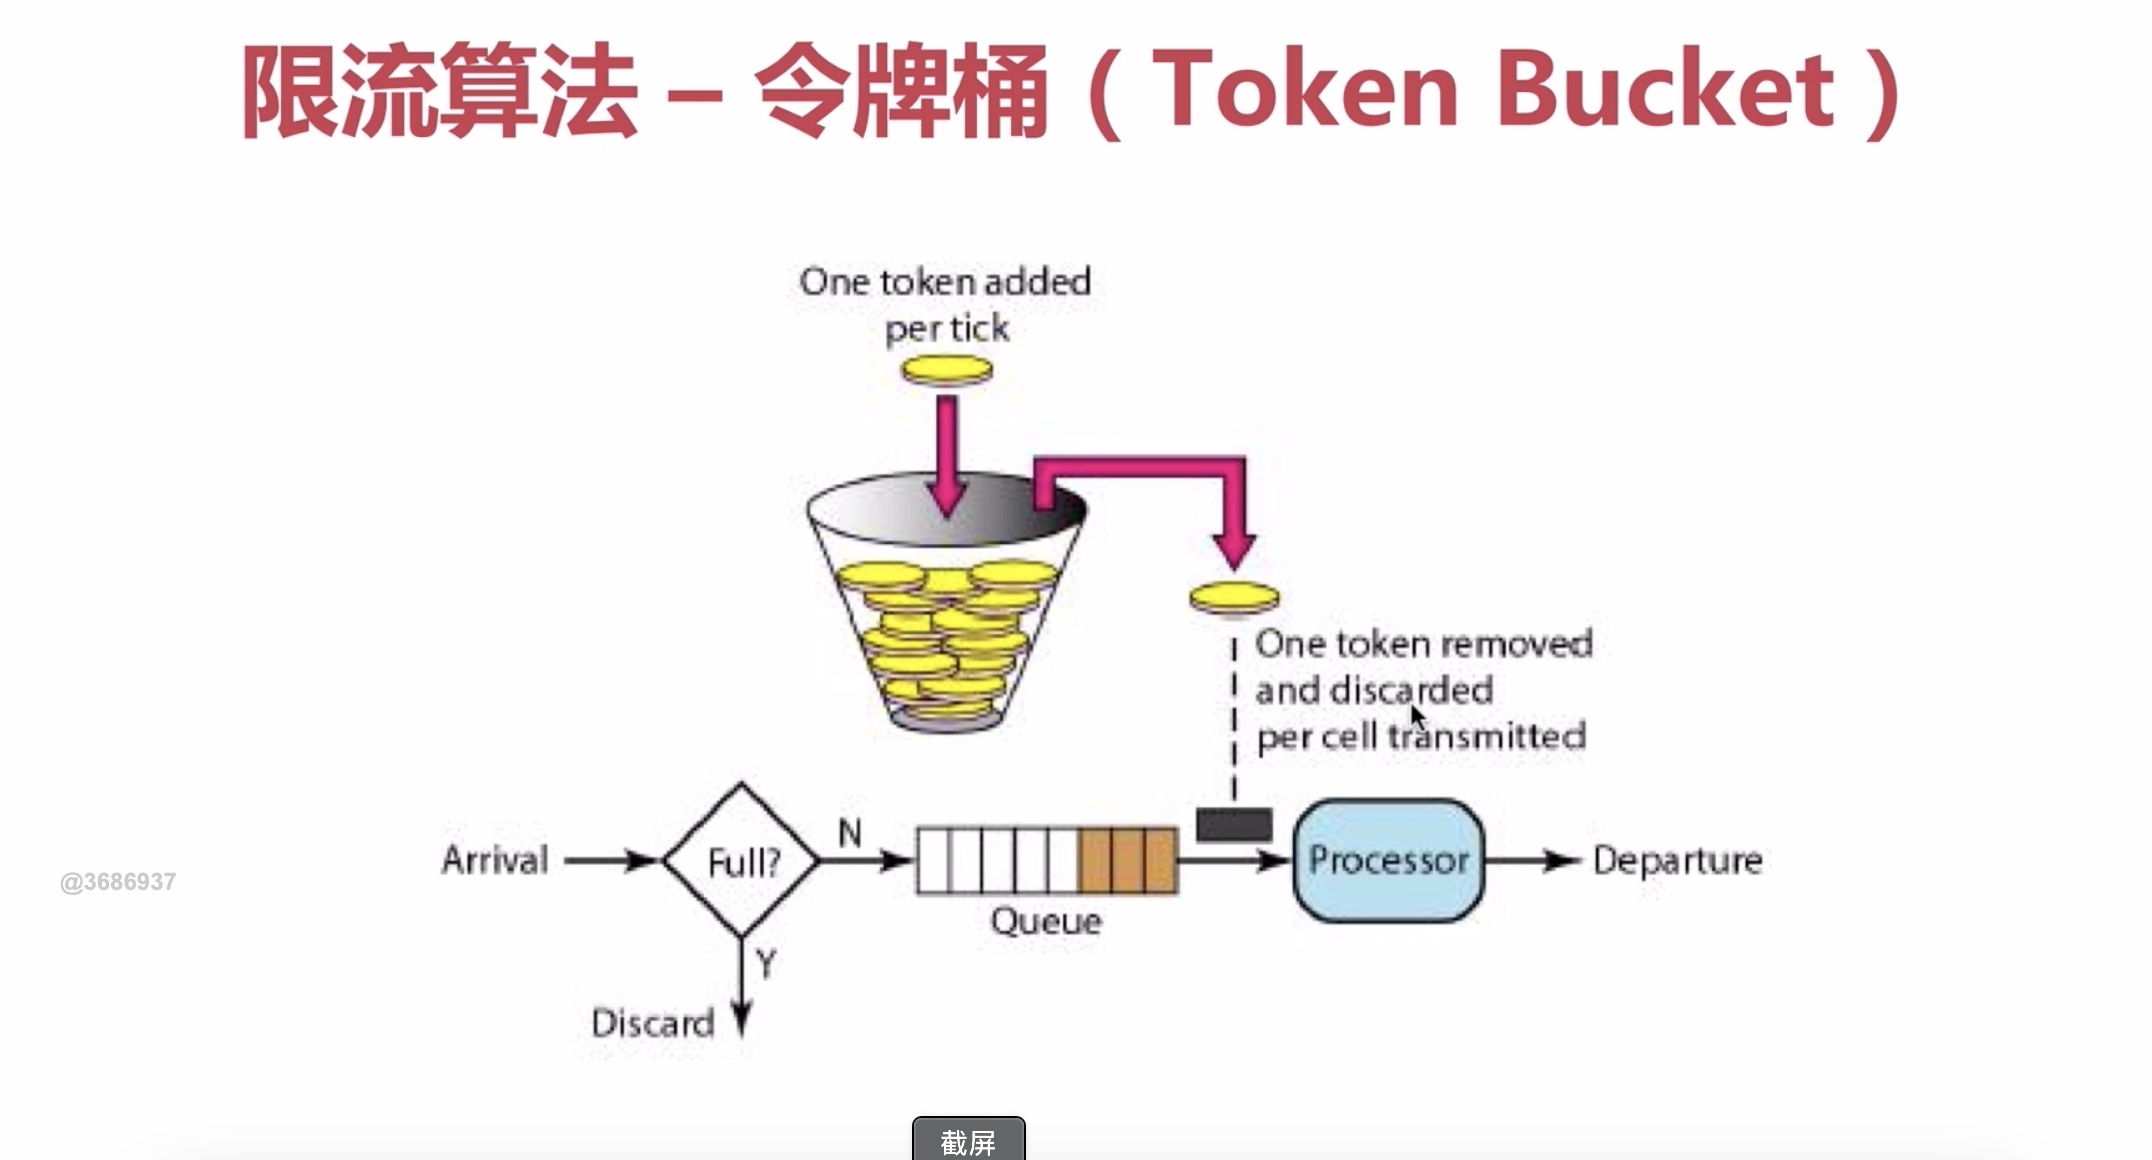 限流算法 – 令牌桶（Token Bucket）
One token added
per tick
One token removed
and discarded
per cell transmitted
Arrival
Full?
N
Queue
Processor
Departure
Y
Discard
@3686937
截屏